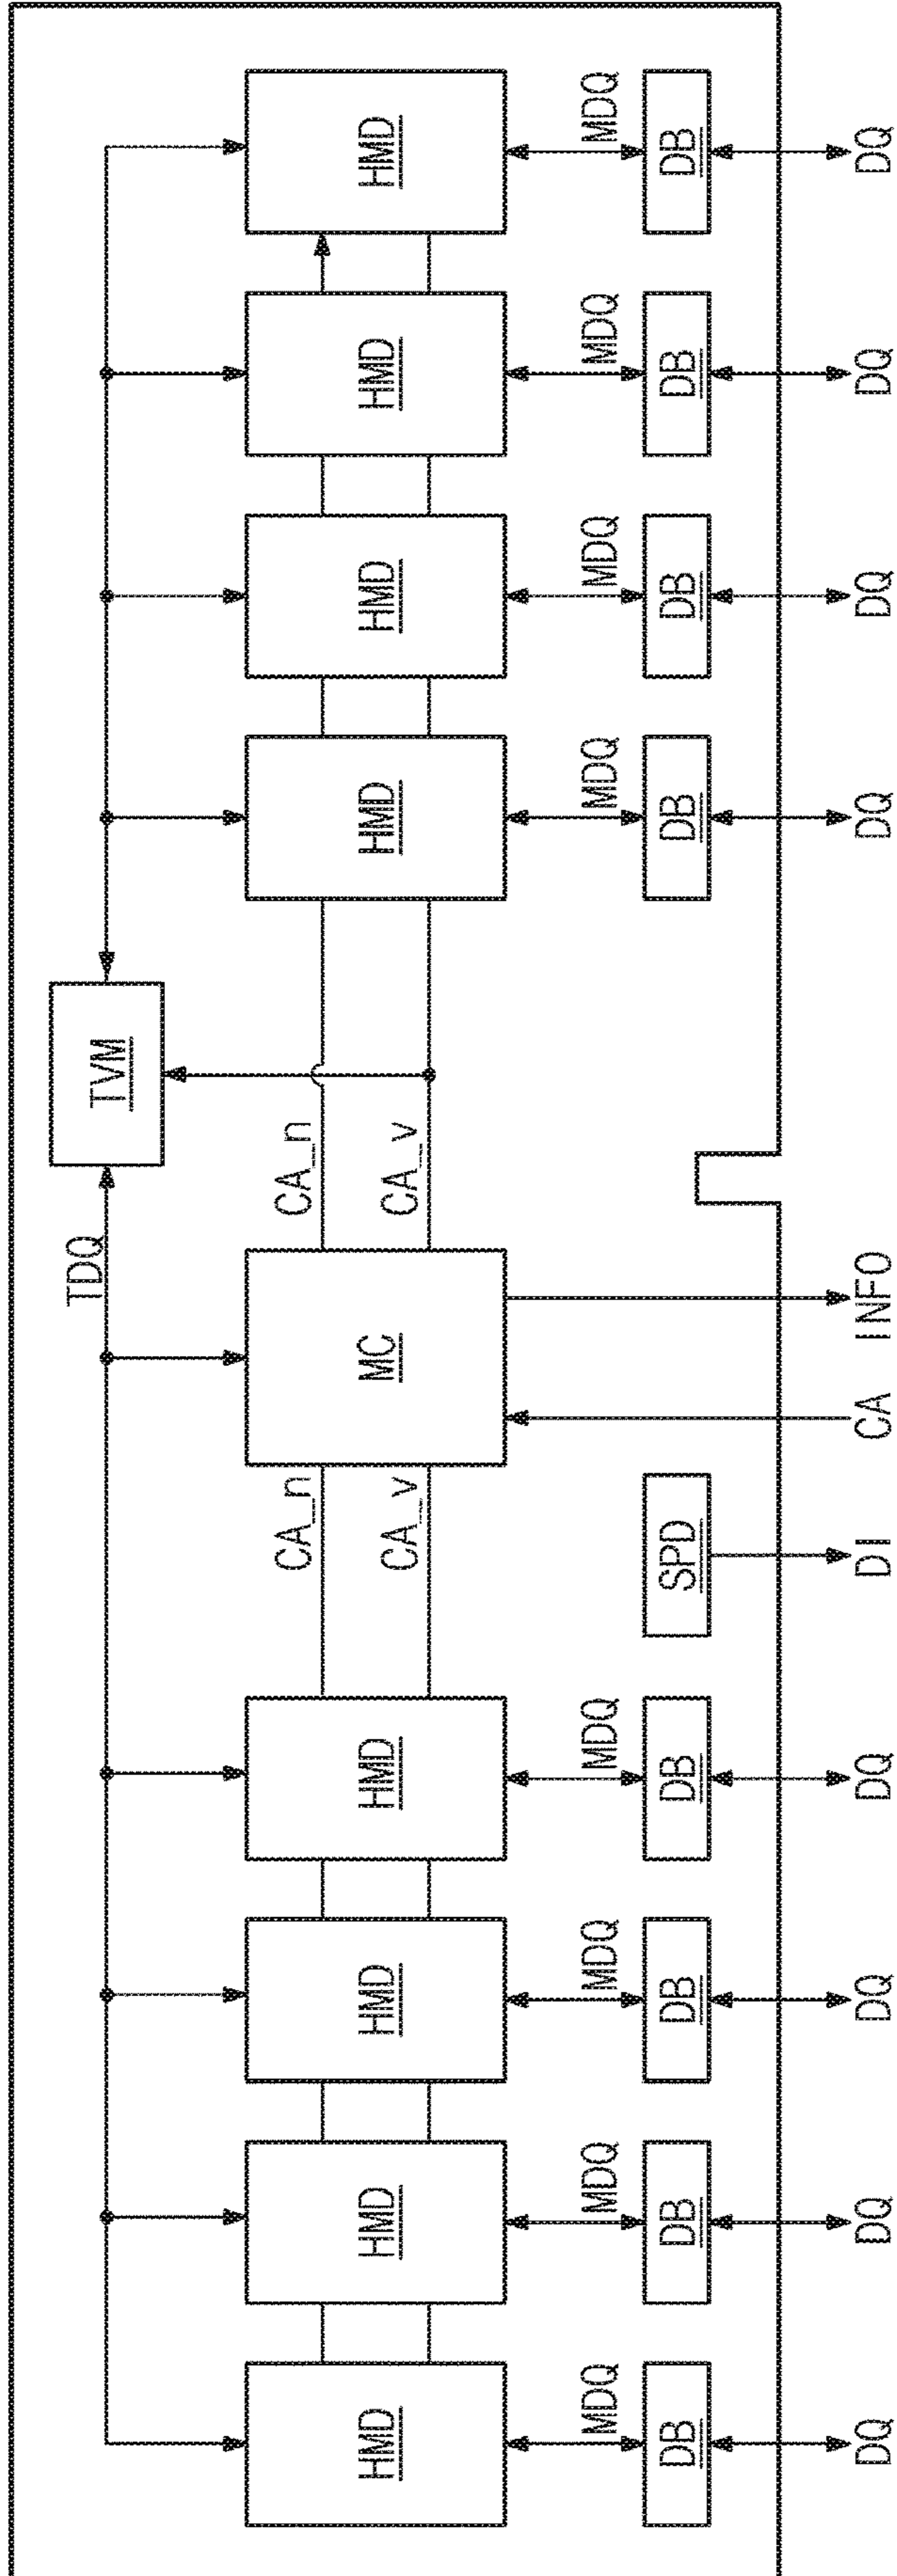 TDQ
TVM
CA_n
CA_n
HMD
HMD
HMD
HMD
MC
HMD
HMD
HMD
HMD
CA_v
CA_v
MDQ
MDQ
MDQ
MDQ
MDQ
MDQ
MDQ
MDQ
DB
DB
DB
DB
SPD
DB
DB
DB
DB
DQ
DQ
DQ
DQ
DI
CA
INFO
DQ
DQ
DQ
DQ